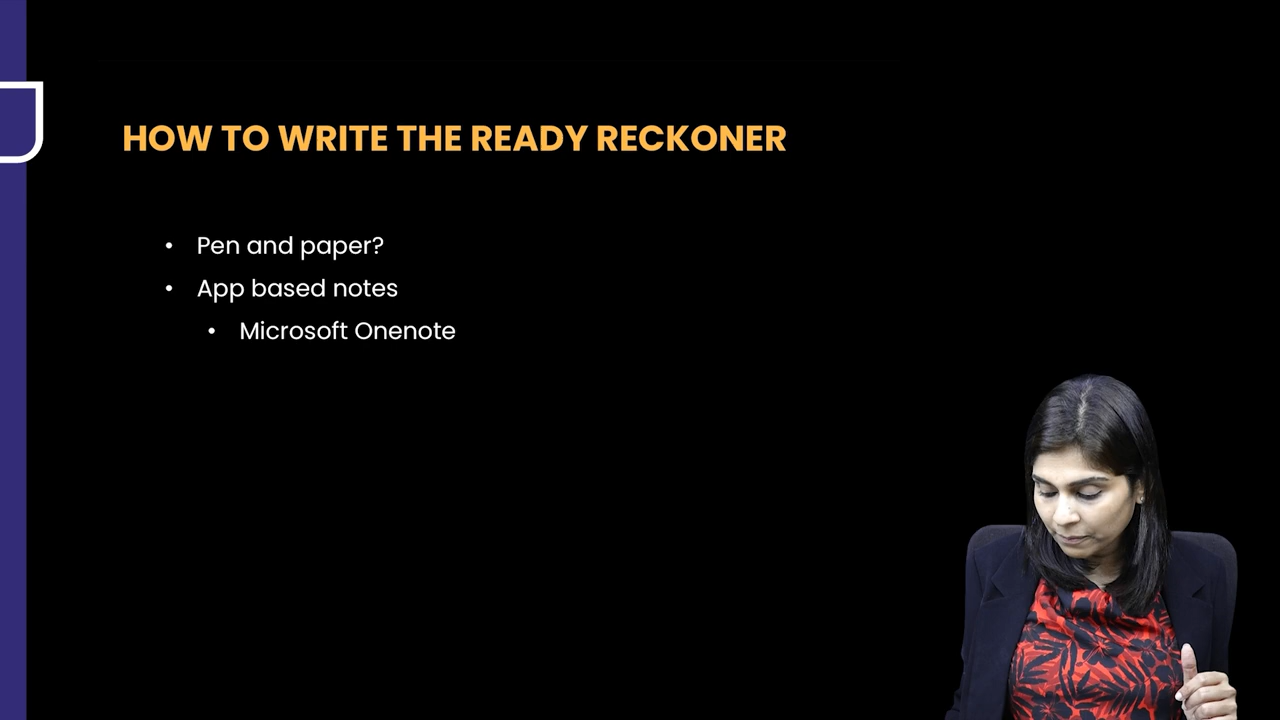 HOW TO WRITE THE READY RECKONER
• Pen and paper?
• App based notes
• Microsoft Onenote